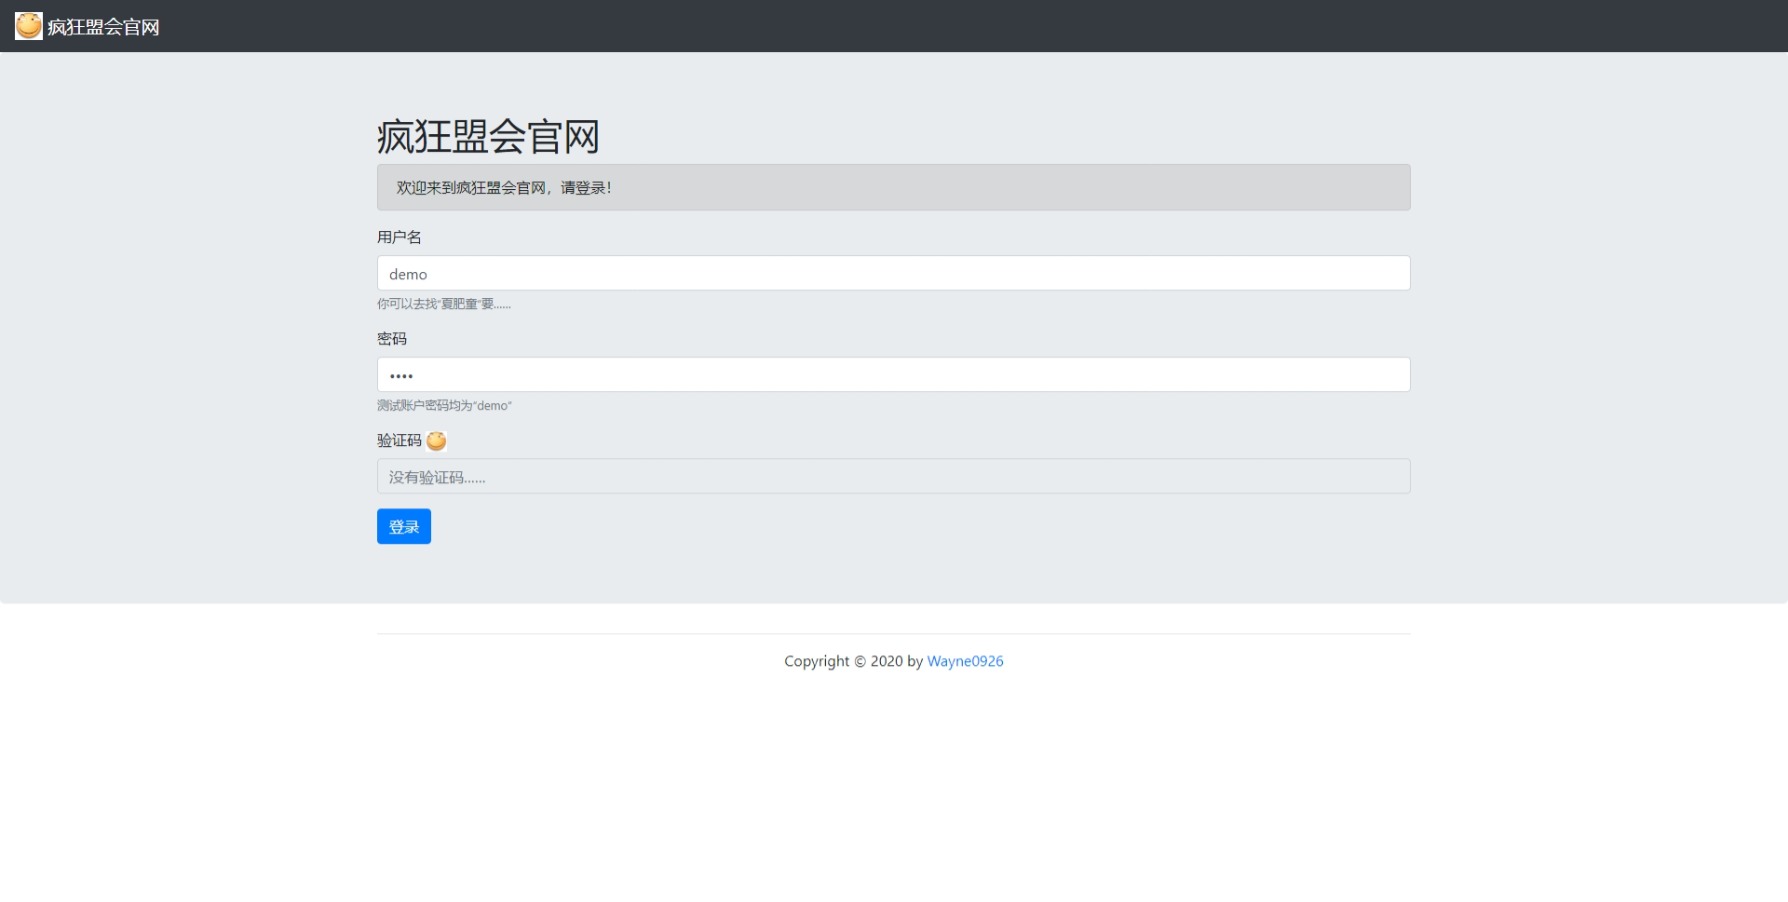 疯狂盟会官网
疯狂盟会官网
欢迎来到疯狂盟会官网，请登录！
用户名
demo
你可以去找“夏肥童”要......
密码
••••
测试账户密码均为“demo”
验证码
没有验证码......
登录
Copyright © 2020 by Wayne0926